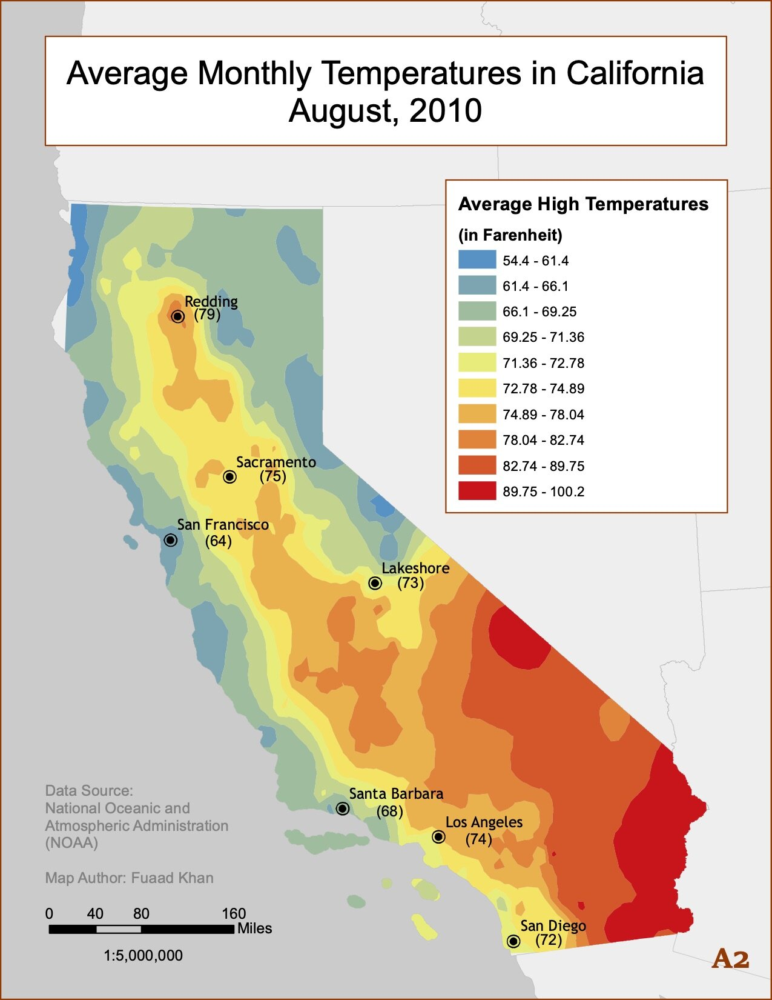 Average Monthly Temperatures in California
August, 2010
Average High Temperatures
(in Farenheit)
54.4 - 61.4
61.4 - 66.1
66.1 - 69.25
69.25 - 71.36
71.36 - 72.78
72.78 - 74.89
74.89 - 78.04
78.04 - 82.74
82.74 - 89.75
89.75 - 100.2
Redding
(79)
Sacramento
(75)
San Francisco
(64)
Lakeshore
(73)
Santa Barbara
(68)
Los Angeles
(74)
San Diego
(72)
Data Source:
National Oceanic and
Atmospheric Administration
(NOAA)
Map Author: Fuaad Khan
0 40 80 160
Miles
1:5,000,000
A2